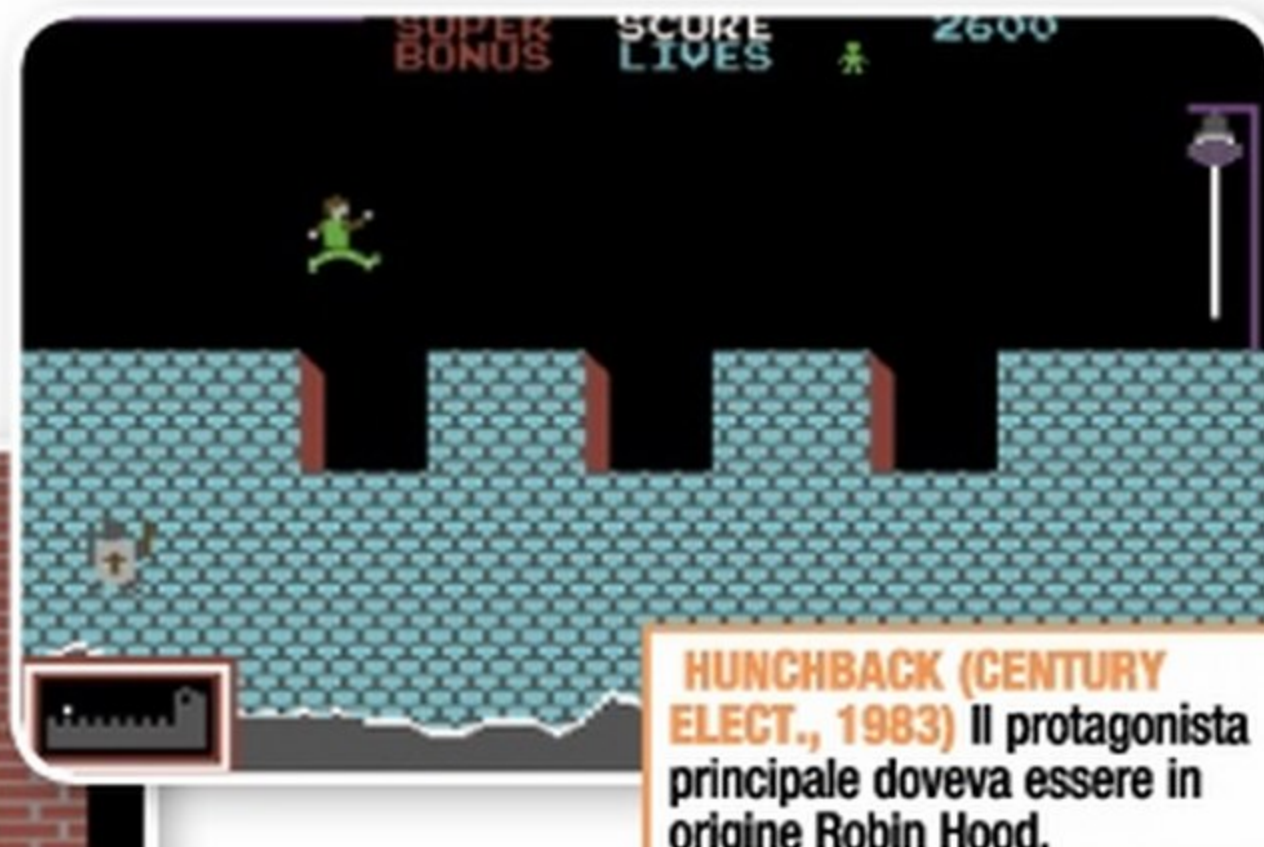 SUPER SCORE 2600
BONUS LIVES
HUNCHBACK (CENTURY
ELECT., 1983) Il protagonista
principale doveva essere in
origine Robin Hood.